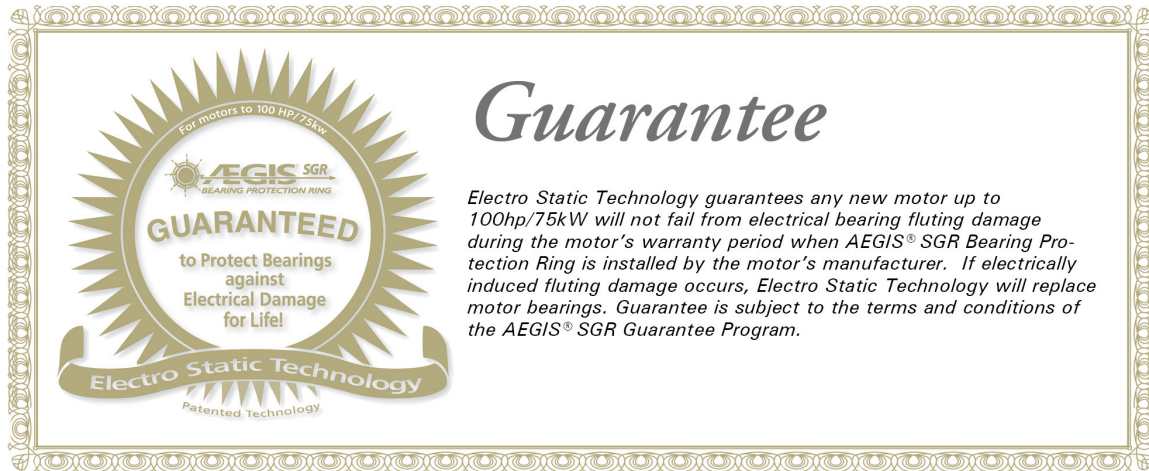 For motors to 100 HP/75kw
ÆGIS® SGR
BEARING PROTECTION RING
GUARANTEED
to Protect Bearings
against
Electrical Damage
for Life!
Electro Static Technology
Patented Technology
Guarantee
Electro Static Technology guarantees any new motor up to
100hp/75kW will not fail from electrical bearing fluting damage
during the motor's warranty period when AEGIS® SGR Bearing Pro-
tection Ring is installed by the motor's manufacturer.  If electrically
induced fluting damage occurs, Electro Static Technology will replace
motor bearings. Guarantee is subject to the terms and conditions of
the AEGIS® SGR Guarantee Program.